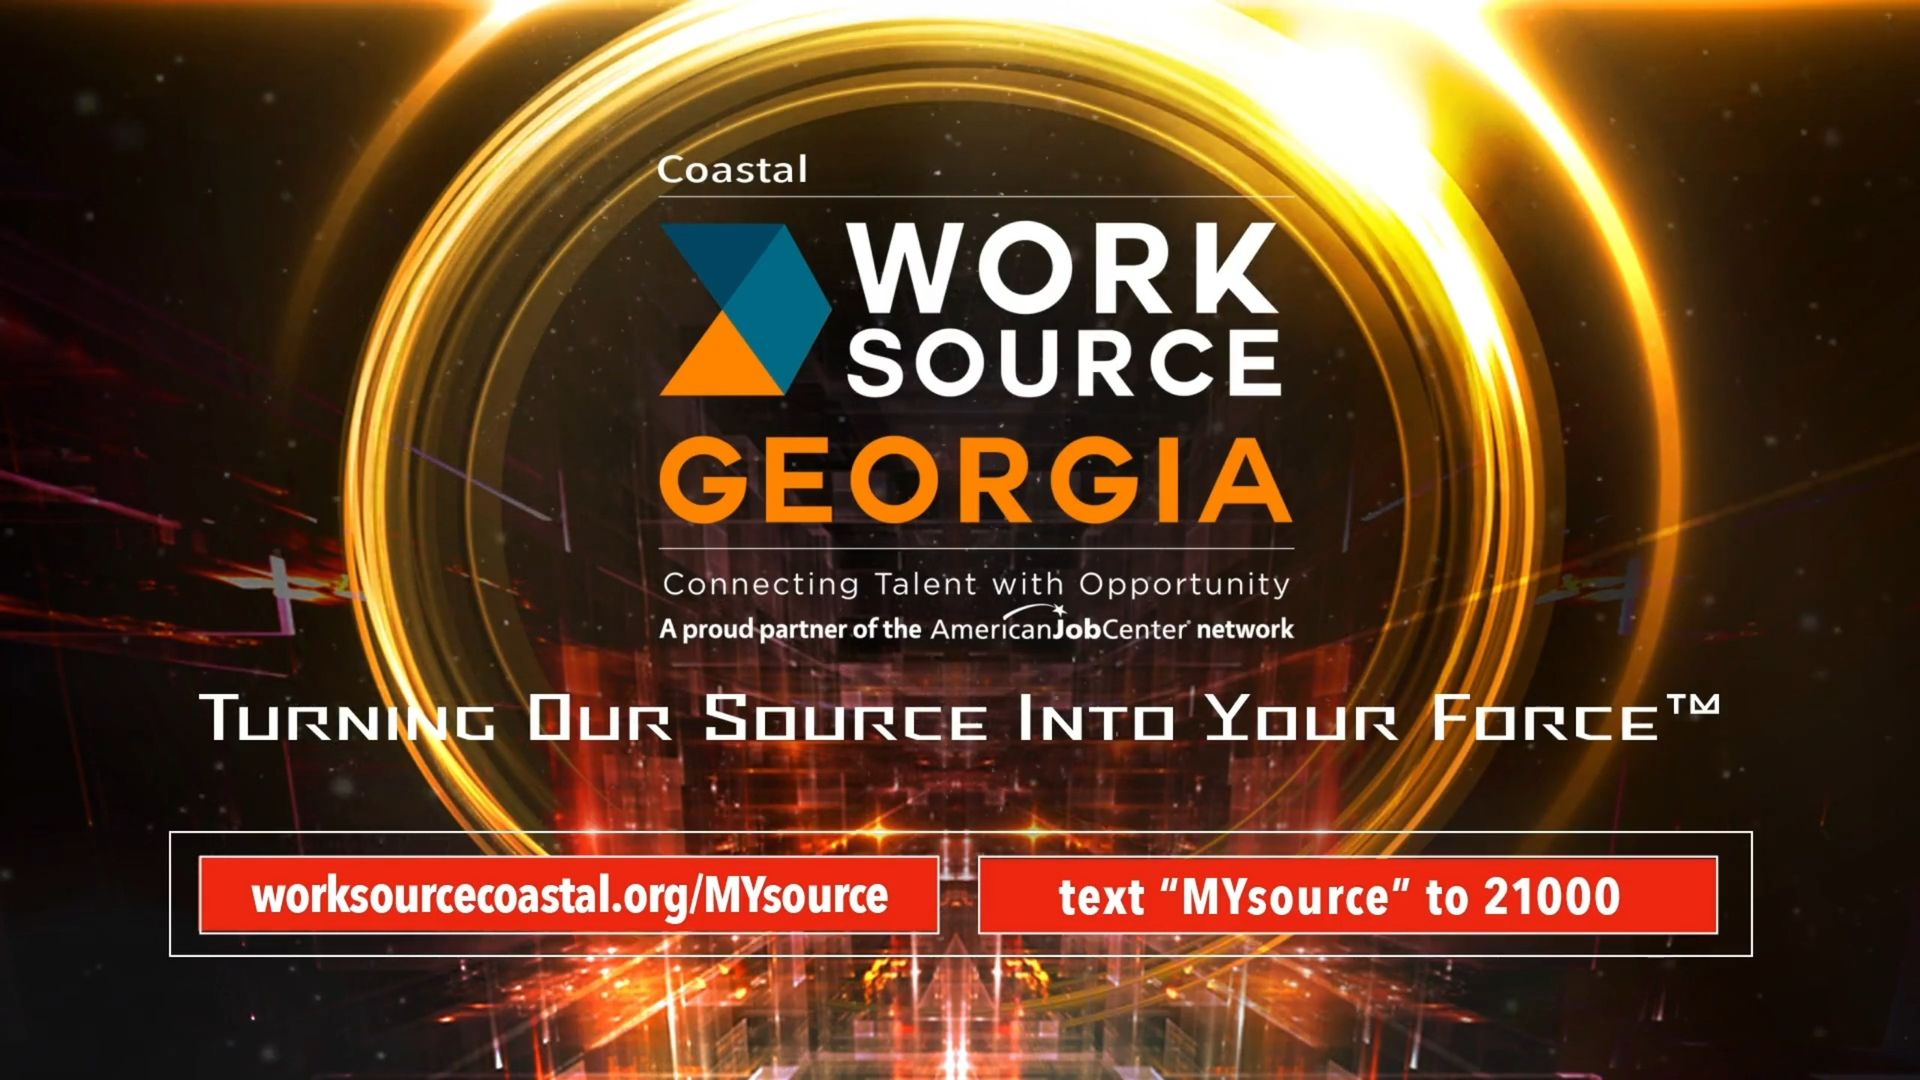 Coastal
WORK
SOURCE
GEORGIA
Connecting Talent with Opportunity
A proud partner of the AmericanJobCenter® network
Turning Our Source Into Your Force™
worksourcecoastal.org/MYsource
text “MYsource” to 21000